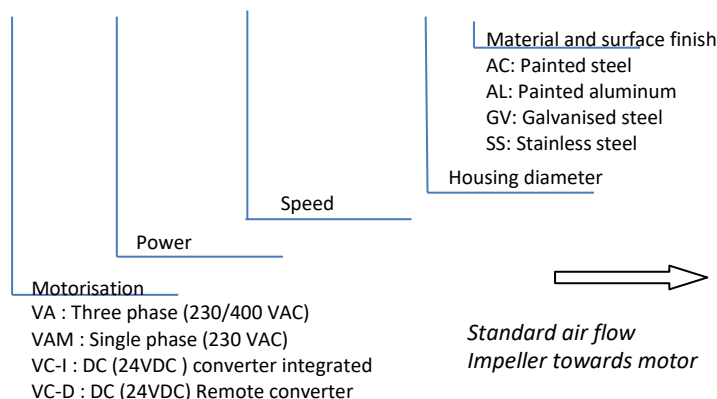 Material and surface finish
AC: Painted steel
AL: Painted aluminum
GV: Galvanised steel
SS: Stainless steel
Housing diameter
Speed
Power
Motorisation
VA : Three phase (230/400 VAC)
VAM : Single phase (230 VAC)
VC-I : DC (24VDC ) converter integrated
VC-D : DC (24VDC) Remote converter
Standard air flow
Impeller towards motor